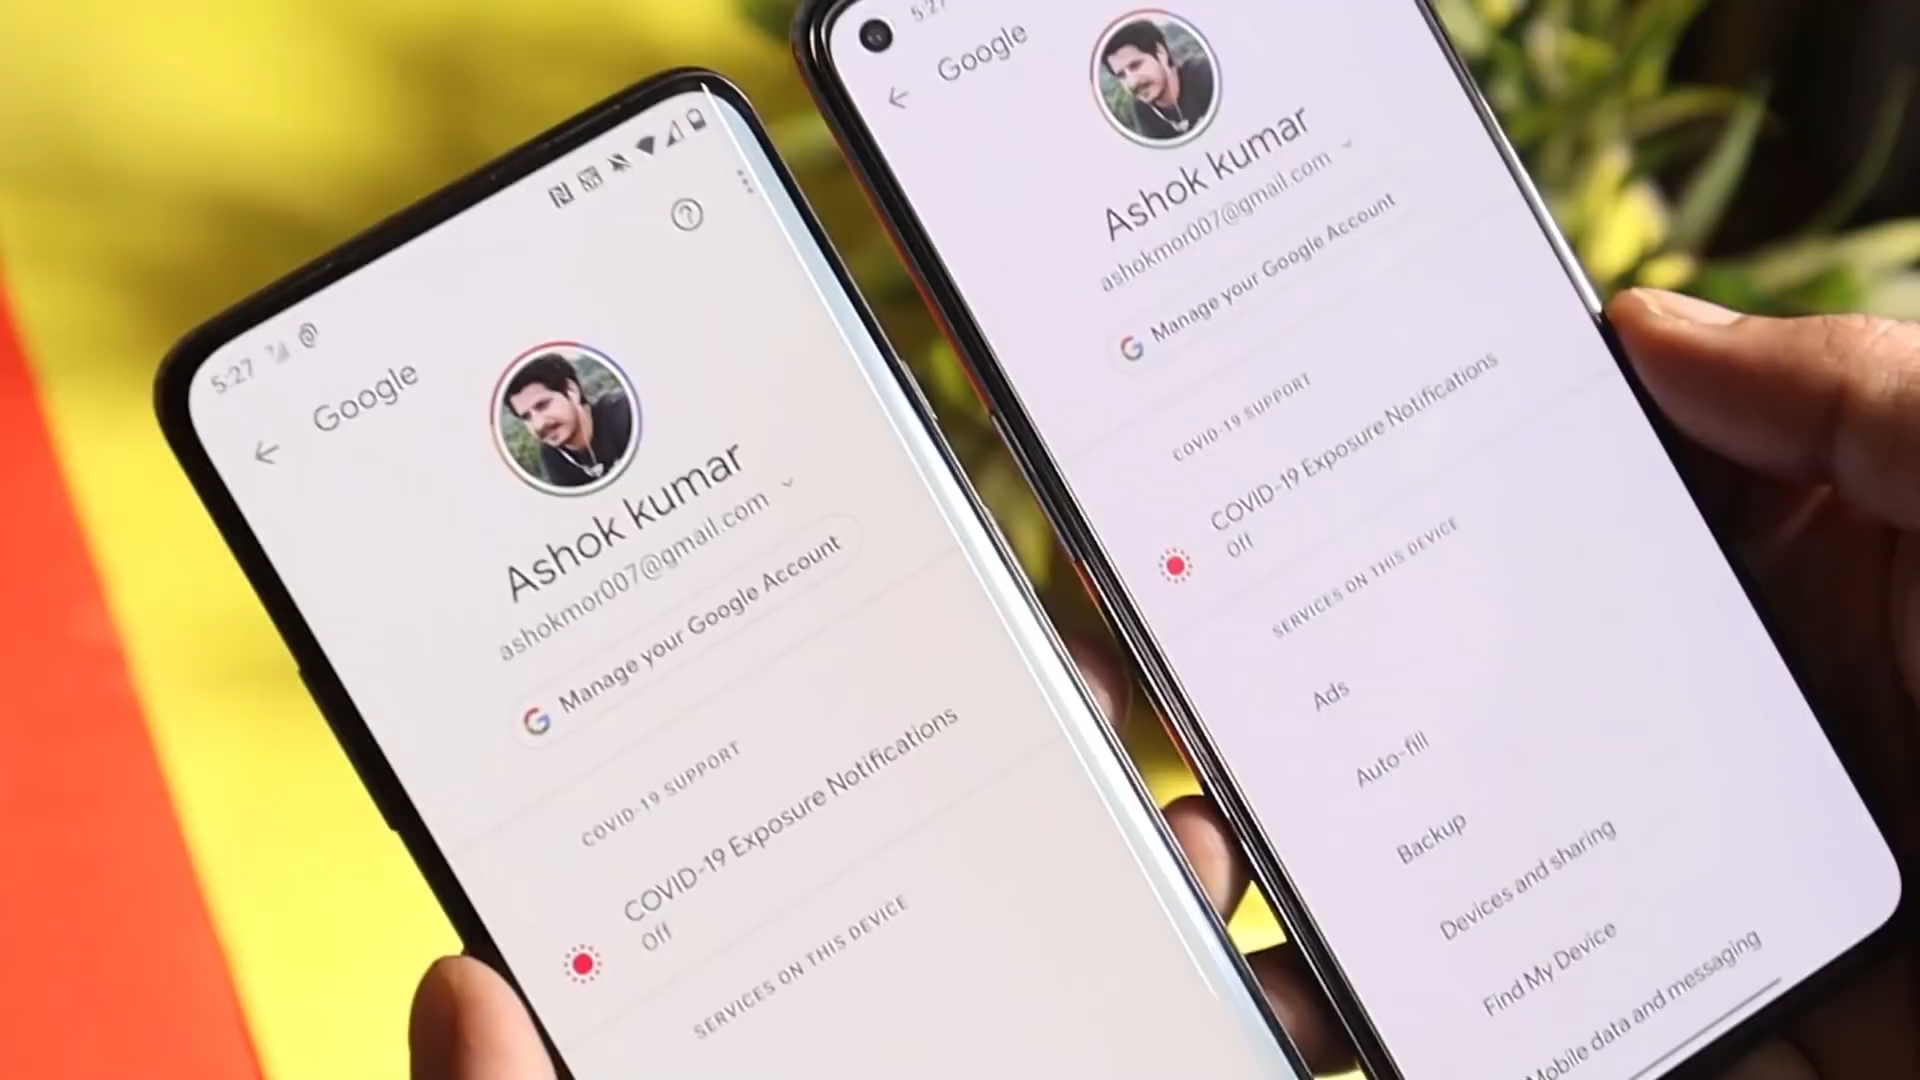 5:27
Google
Ashok kumar
ashokmor007@gmail.com
Manage your Google Account
COVID-19 SUPPORT
COVID-19 Exposure Notifications
Off
SERVICES ON THIS DEVICE
5:27
Google
Ashok kumar
ashokmor007@gmail.com
Manage your Google Account
COVID-19 SUPPORT
COVID-19 Exposure Notifications
Off
SERVICES ON THIS DEVICE
Ads
Auto-fill
Backup
Devices and sharing
Find My Device
Mobile data and messaging